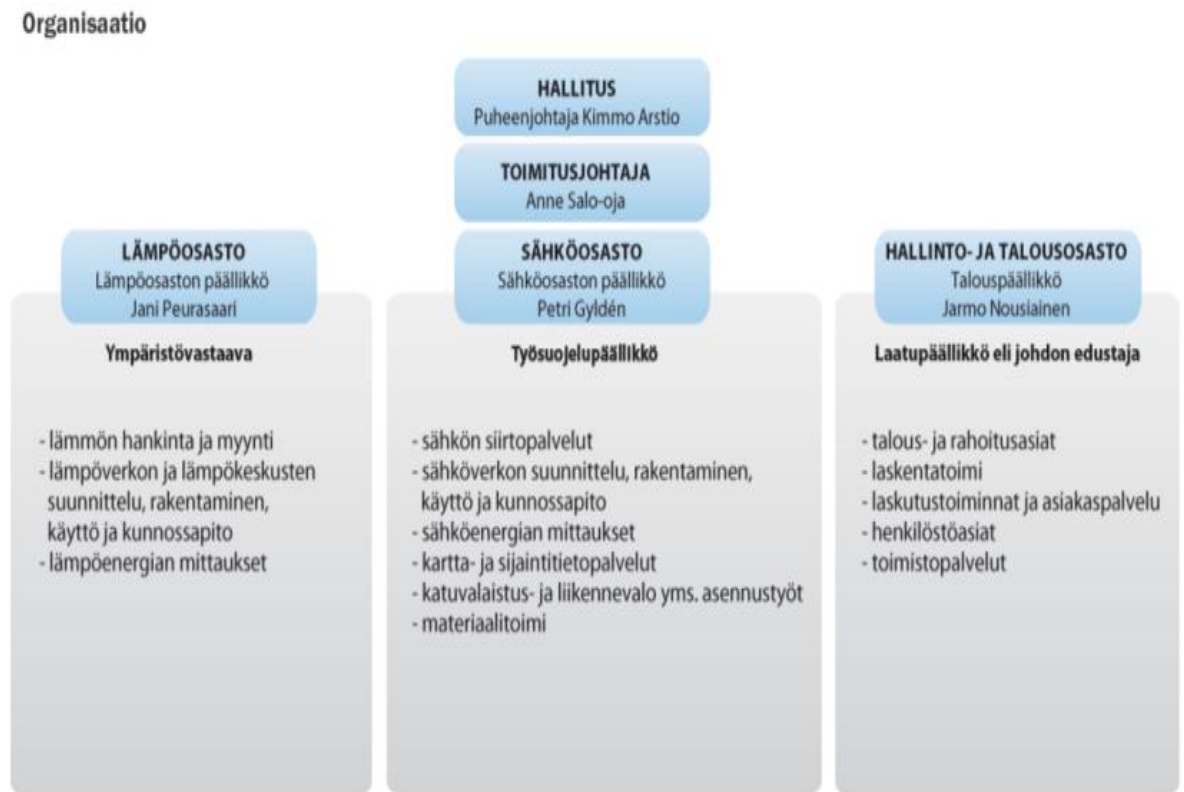 Organisaatio
HALLITUS
Puheenjohtaja Kimmo Arstio
TOIMITUSJOHTAJA
Anne Salo-oja
LÄMPÖOSASTO
Lämpöosaston päällikkö
Jani Peurasaari
Ympäristövastaava
- lämmön hankinta ja myynti
- lämpöverkon ja lämpökeskusten
suunnittelu, rakentaminen,
käyttö ja kunnossapito
- lämpöenergian mittaukset
SÄHKÖOSASTO
Sähköosaston päällikkö
Petri Gyldén
Työsuojelupäällikkö
- sähkön siirtopalvelut
- sähköverkon suunnittelu, rakentaminen,
käyttö ja kunnossapito
- sähköenergian mittaukset
- kartta- ja sijaintitietopalvelut
- katuvalaistus- ja liikennevalo yms. asennustyöt
- materiaalitoimi
HALLINTO- JA TALOUSOSASTO
Talouspäällikkö
Jarmo Nousiainen
Laatupäällikkö eli johdon edustaja
- talous- ja rahoitusasiat
- laskentatoimi
- laskutustoiminnat ja asiakaspalvelu
- henkilöstöasiat
- toimistopalvelut